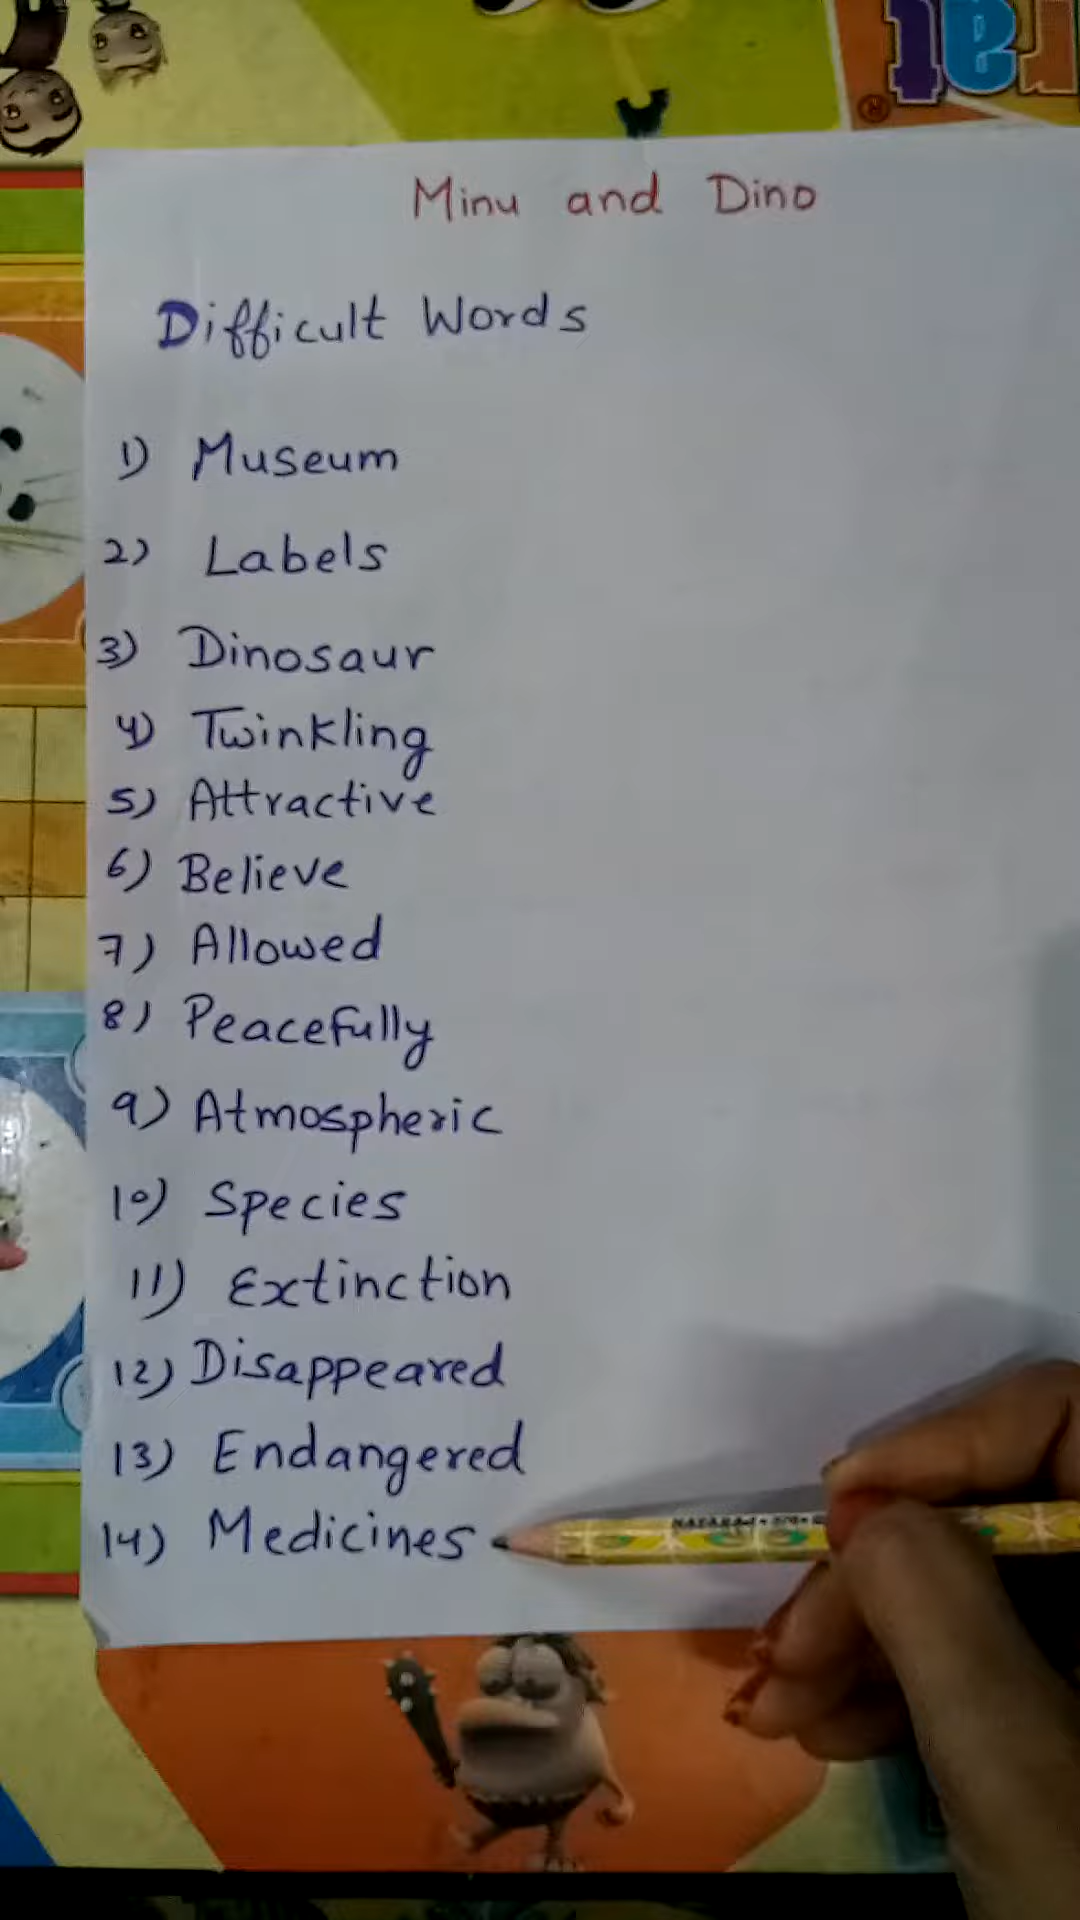 Minu and Dino
Difficult Words
1) Museum
2) Labels
3) Dinosaur
4) Twinkling
5) Attractive
6) Believe
7) Allowed
8) Peacefully
9) Atmospheric
10) Species
11) Extinction
12) Disappeared
13) Endangered
14) Medicines